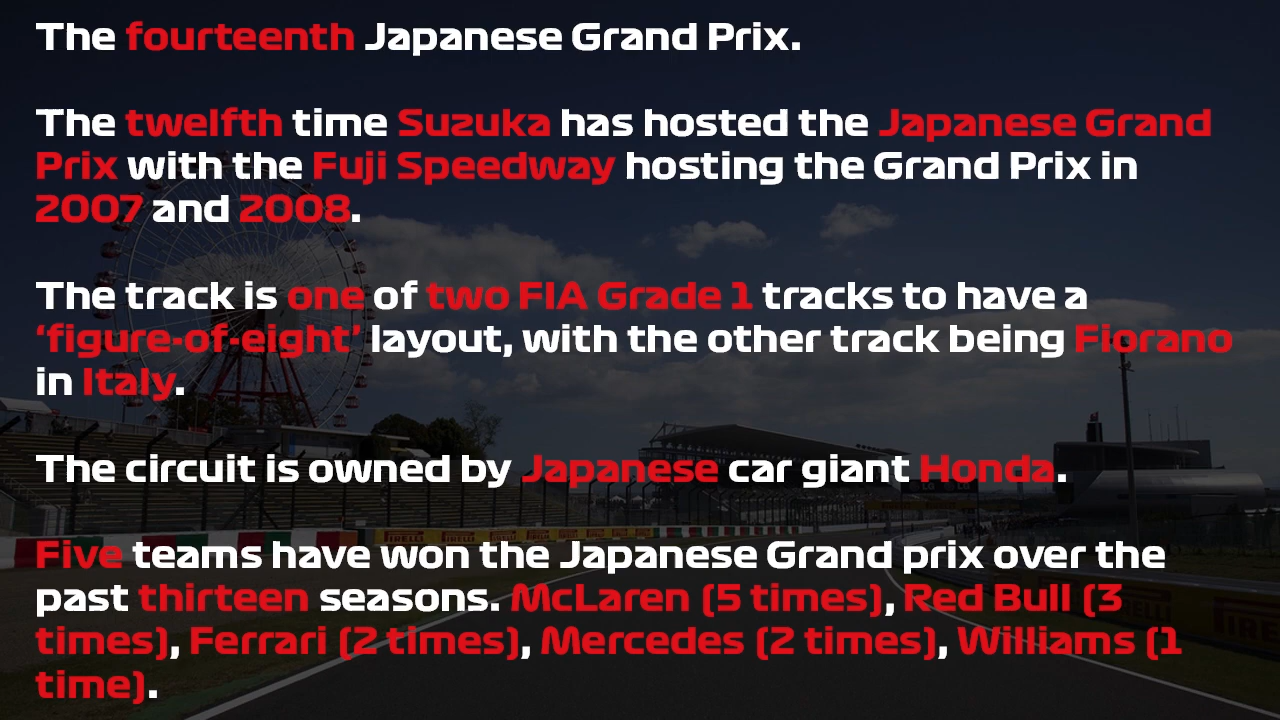 The fourteenth Japanese Grand Prix.
The twelfth time Suzuka has hosted the Japanese Grand
Prix with the Fuji Speedway hosting the Grand Prix in
2007 and 2008.
The track is one of two FIA Grade 1 tracks to have a
‘figure-of-eight’ layout, with the other track being Fiorano
in Italy.
The circuit is owned by Japanese car giant Honda.
Five teams have won the Japanese Grand prix over the
past thirteen seasons. McLaren (5 times), Red Bull (3
times), Ferrari (2 times), Mercedes (2 times), Williams (1
time).